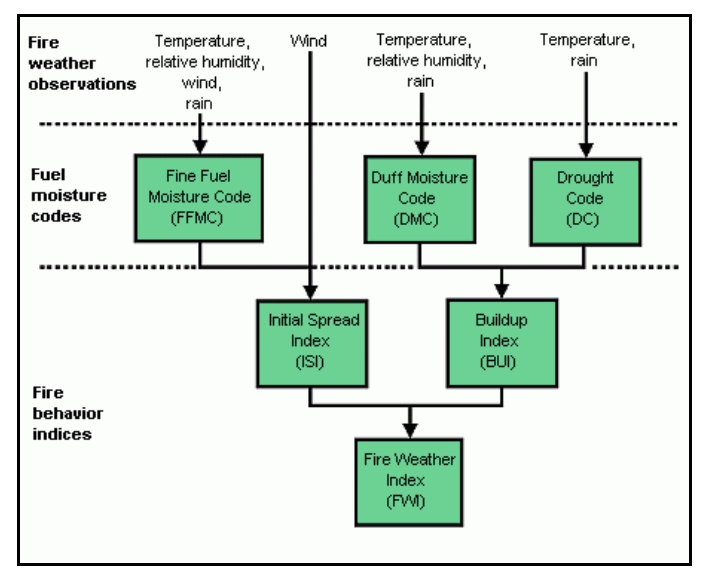 Fire
weather
observations
Temperature,
relative humidity,
wind,
rain
Wind
Temperature,
relative humidity,
rain
Temperature,
rain
Fuel
moisture
codes
Fine Fuel
Moisture Code
(FFMC)
Duff Moisture
Code
(DMC)
Drought
Code
(DC)
Fire
behavior
indices
Initial Spread
Index
(ISI)
Buildup
Index
(BUI)
Fire Weather
Index
(FWI)